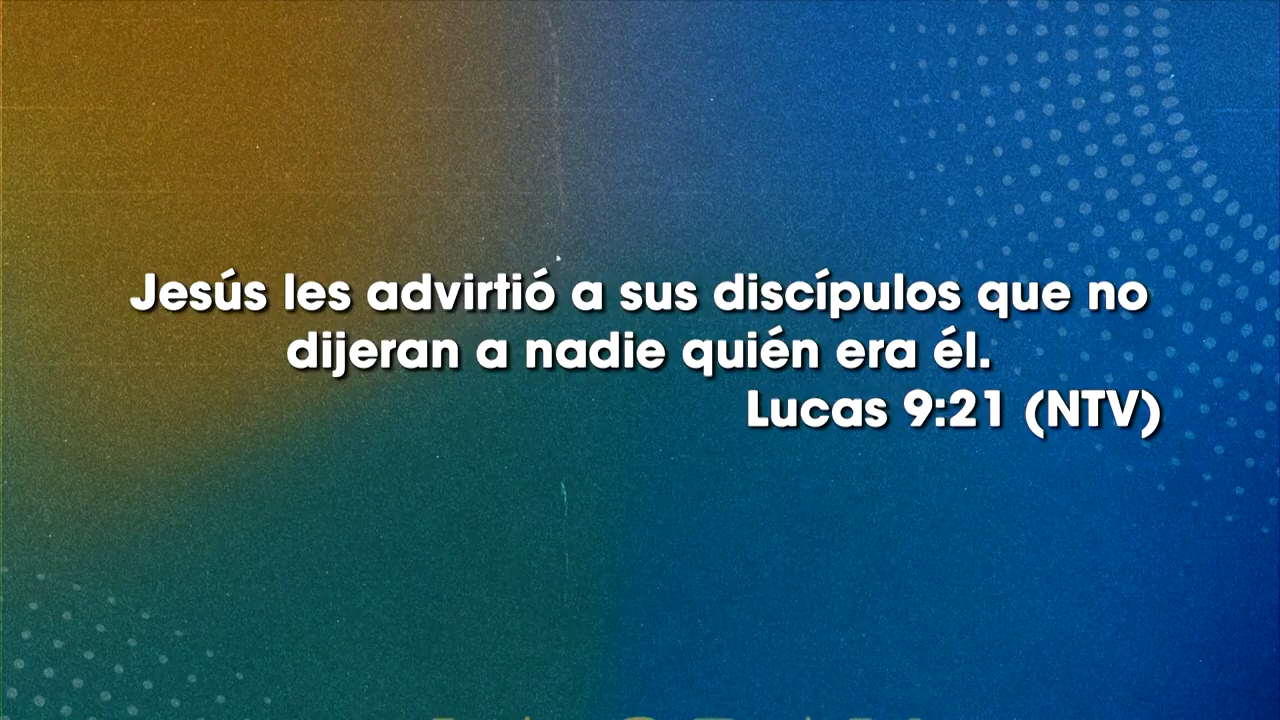 Jesús les advirtió a sus discípulos que no
dijeran a nadie quién era él.
Lucas 9:21 (NTV)